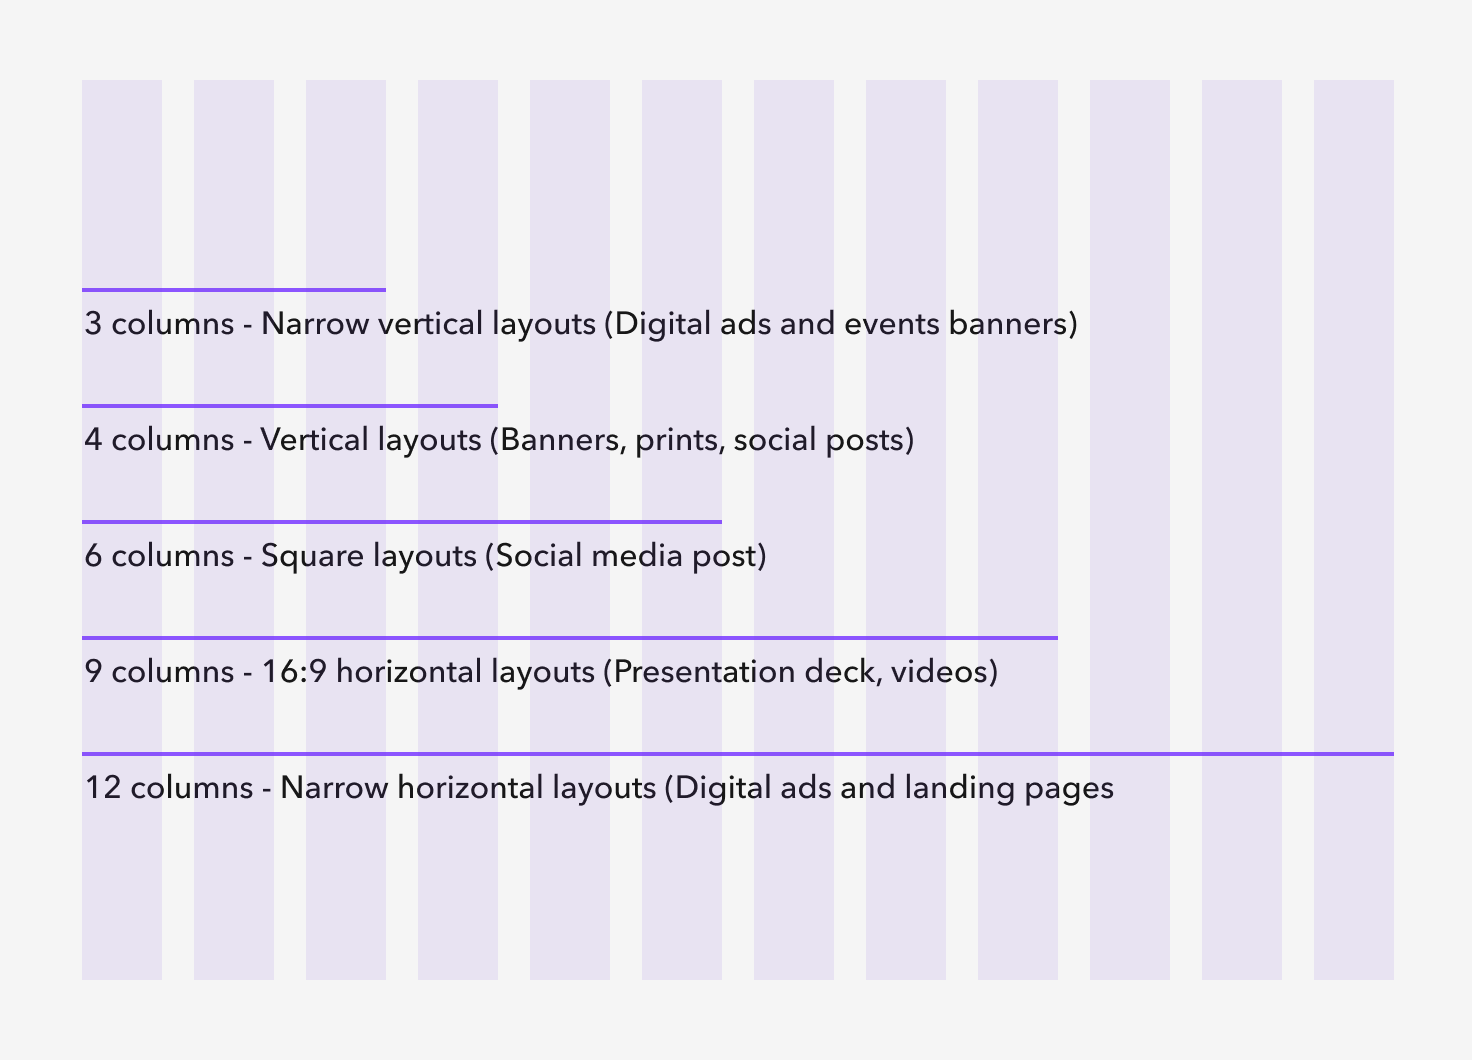 3 columns - Narrow vertical layouts (Digital ads and events banners)
4 columns - Vertical layouts (Banners, prints, social posts)
6 columns - Square layouts (Social media post)
9 columns - 16:9 horizontal layouts (Presentation deck, videos)
12 columns - Narrow horizontal layouts (Digital ads and landing pages